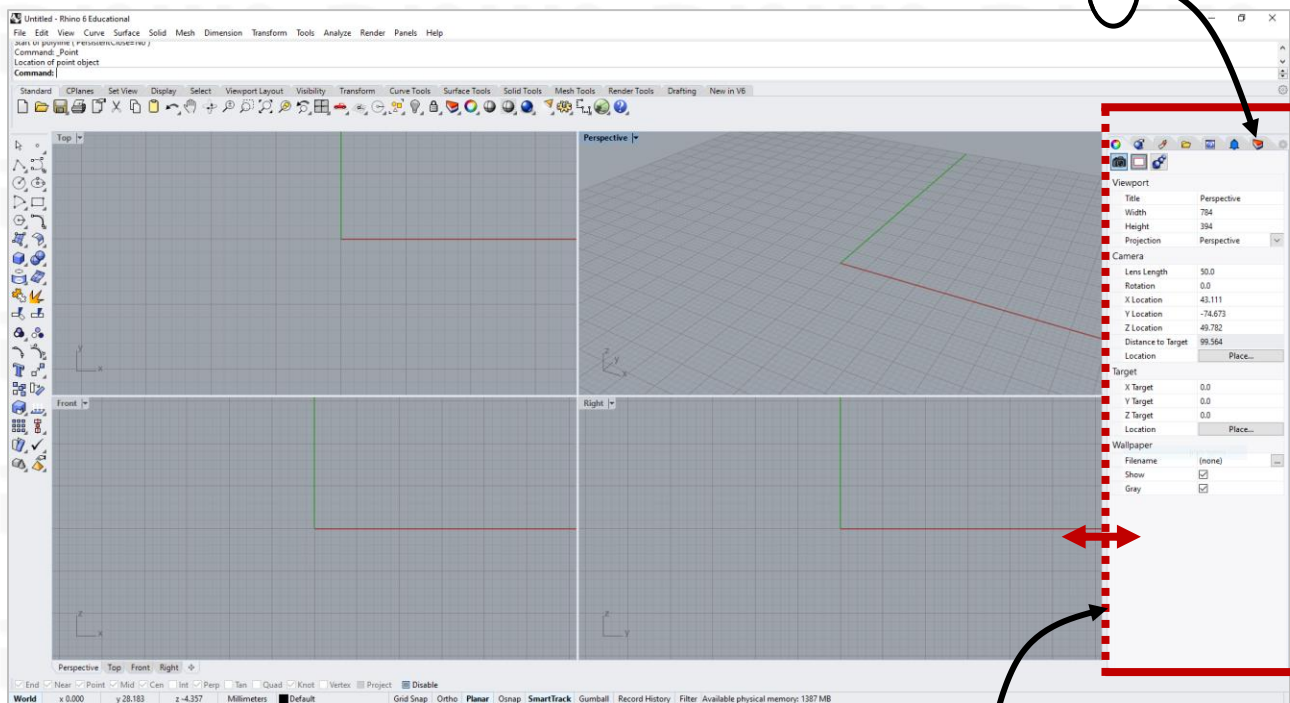 Untitled - Rhino 6 Educational
File Edit View Curve Surface Solid Mesh Dimension Transform Tools Analyze Render Panels Help
Start of polyline ( PersistentClose=No )
Command: _Point
Location of point object
Command:
Standard CPlanes Set View Display Select Viewport Layout Visibility Transform Curve Tools Surface Tools Solid Tools Mesh Tools Render Tools Drafting New in V6
Top
Perspective
y
x
z
y
x
Front
Right
z
x
z
y
Viewport
Title Perspective
Width 784
Height 394
Projection Perspective
Camera
Lens Length 50.0
Rotation 0.0
X Location 43.111
Y Location -74.673
Z Location 49.782
Distance to Target 99.564
Location Place...
Target
X Target 0.0
Y Target 0.0
Z Target 0.0
Location Place...
Wallpaper
Filename (none) ...
Show
Gray
Perspective Top Front Right
End Near Point Mid Cen Int Perp Tan Quad Knot Vertex Project Disable
World x 0.000 y 28.183 z -4.357 Millimeters Default Grid Snap Ortho Planar Osnap SmartTrack Gumball Record History Filter Available physical memory: 1387 MB